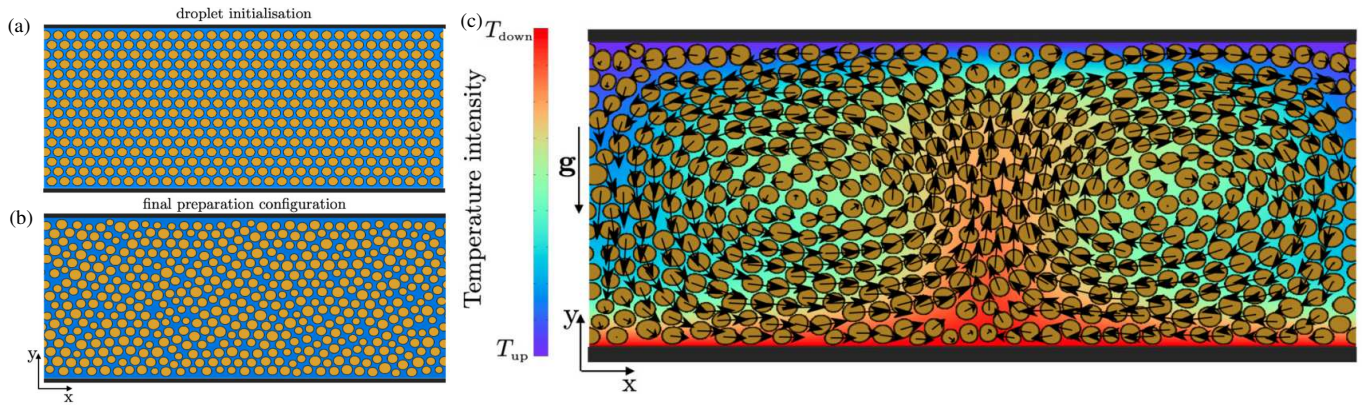 (a)
droplet initialisation
(b)
final preparation configuration
y
x
(c)
T_down
Temperature intensity
T_up
g
y
x